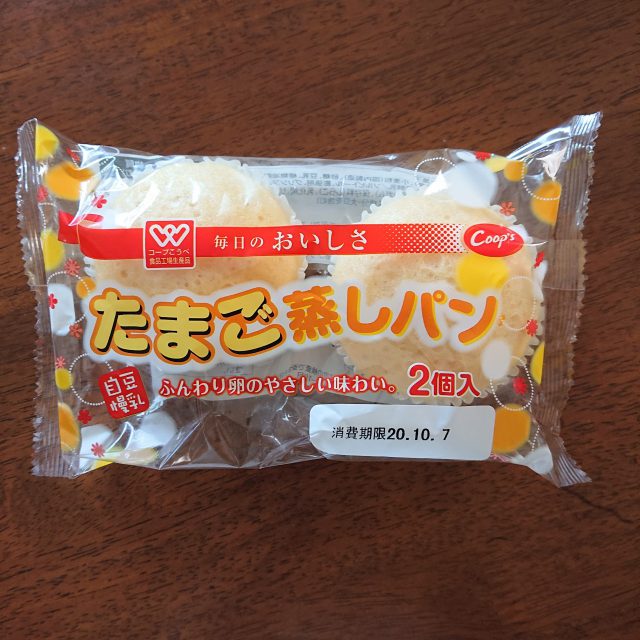 コープこうべ
食品工場生産品
毎日の おいしさ
Coop's
たまご蒸しパン
自慢
豆乳
ふんわり卵のやさしい味わい。
2個入
消費期限20.10.7